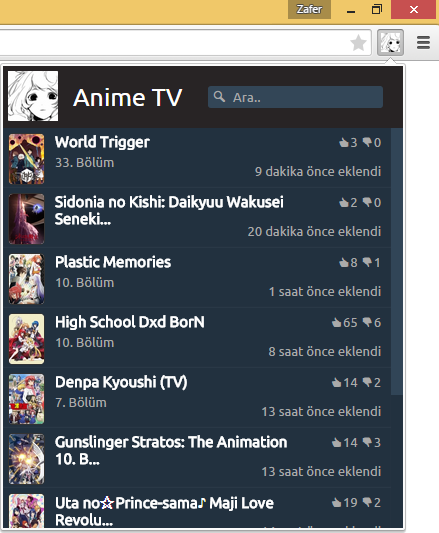 Zafer
Anime TV
Ara..
World Trigger
3 0
33. Bölüm
9 dakika önce eklendi
Sidonia no Kishi: Daikyuu Wakusei
Seneki...
2 0
20 dakika önce eklendi
Plastic Memories
8 1
10. Bölüm
1 saat önce eklendi
High School Dxd BorN
65 6
10. Bölüm
8 saat önce eklendi
Denpa Kyoushi (TV)
14 2
7. Bölüm
13 saat önce eklendi
Gunslinger Stratos: The Animation
10. B...
14 3
13 saat önce eklendi
Uta no☆Prince-sama♪ Maji Love
Revolu...
19 2